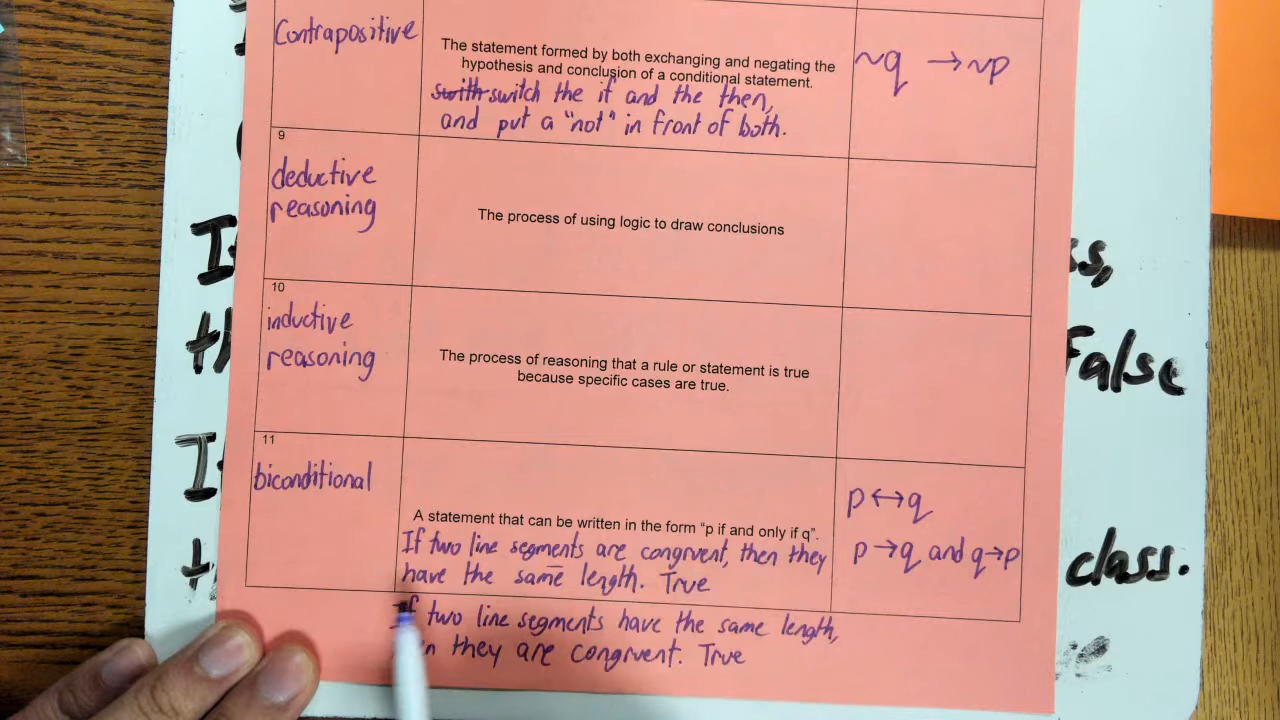 Contrapositive
The statement formed by both exchanging and negating the
hypothesis and conclusion of a conditional statement.
swith switch the if and the then,
and put a "not" in front of both.
~q → ~p
9
deductive
reasoning
The process of using logic to draw conclusions
10
inductive
reasoning
The process of reasoning that a rule or statement is true
because specific cases are true.
11
biconditional
A statement that can be written in the form “p if and only if q”.
If two line segments are congruent, then they
have the same length. True
p ↔ q
p → q and q → p
If two line segments have the same length,
they are congruent. True
False
class.